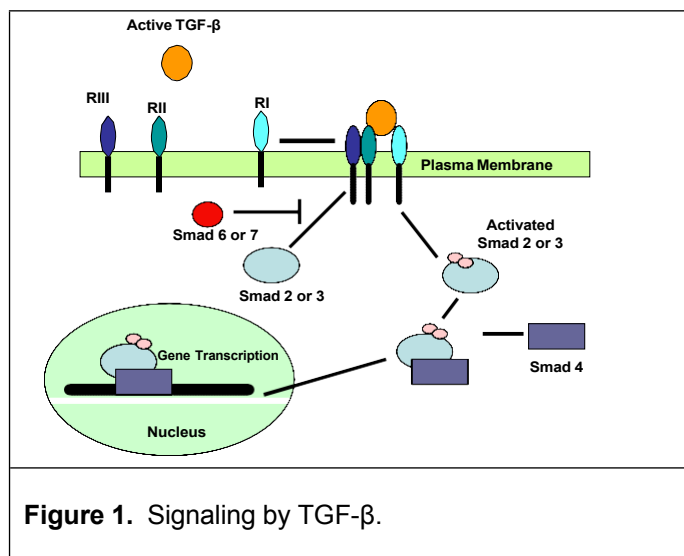 Active TGF-β
RIII
RII
RI
Plasma Membrane
Smad 6 or 7
Activated
Smad 2 or 3
Smad 2 or 3
Gene Transcription
Smad 4
Nucleus
Figure 1. Signaling by TGF-β.